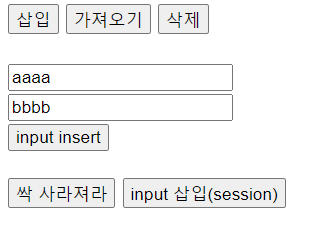 삽입 가져오기 삭제
aaaa
bbbb
input insert
싹 사라져라 input 삽입(session)